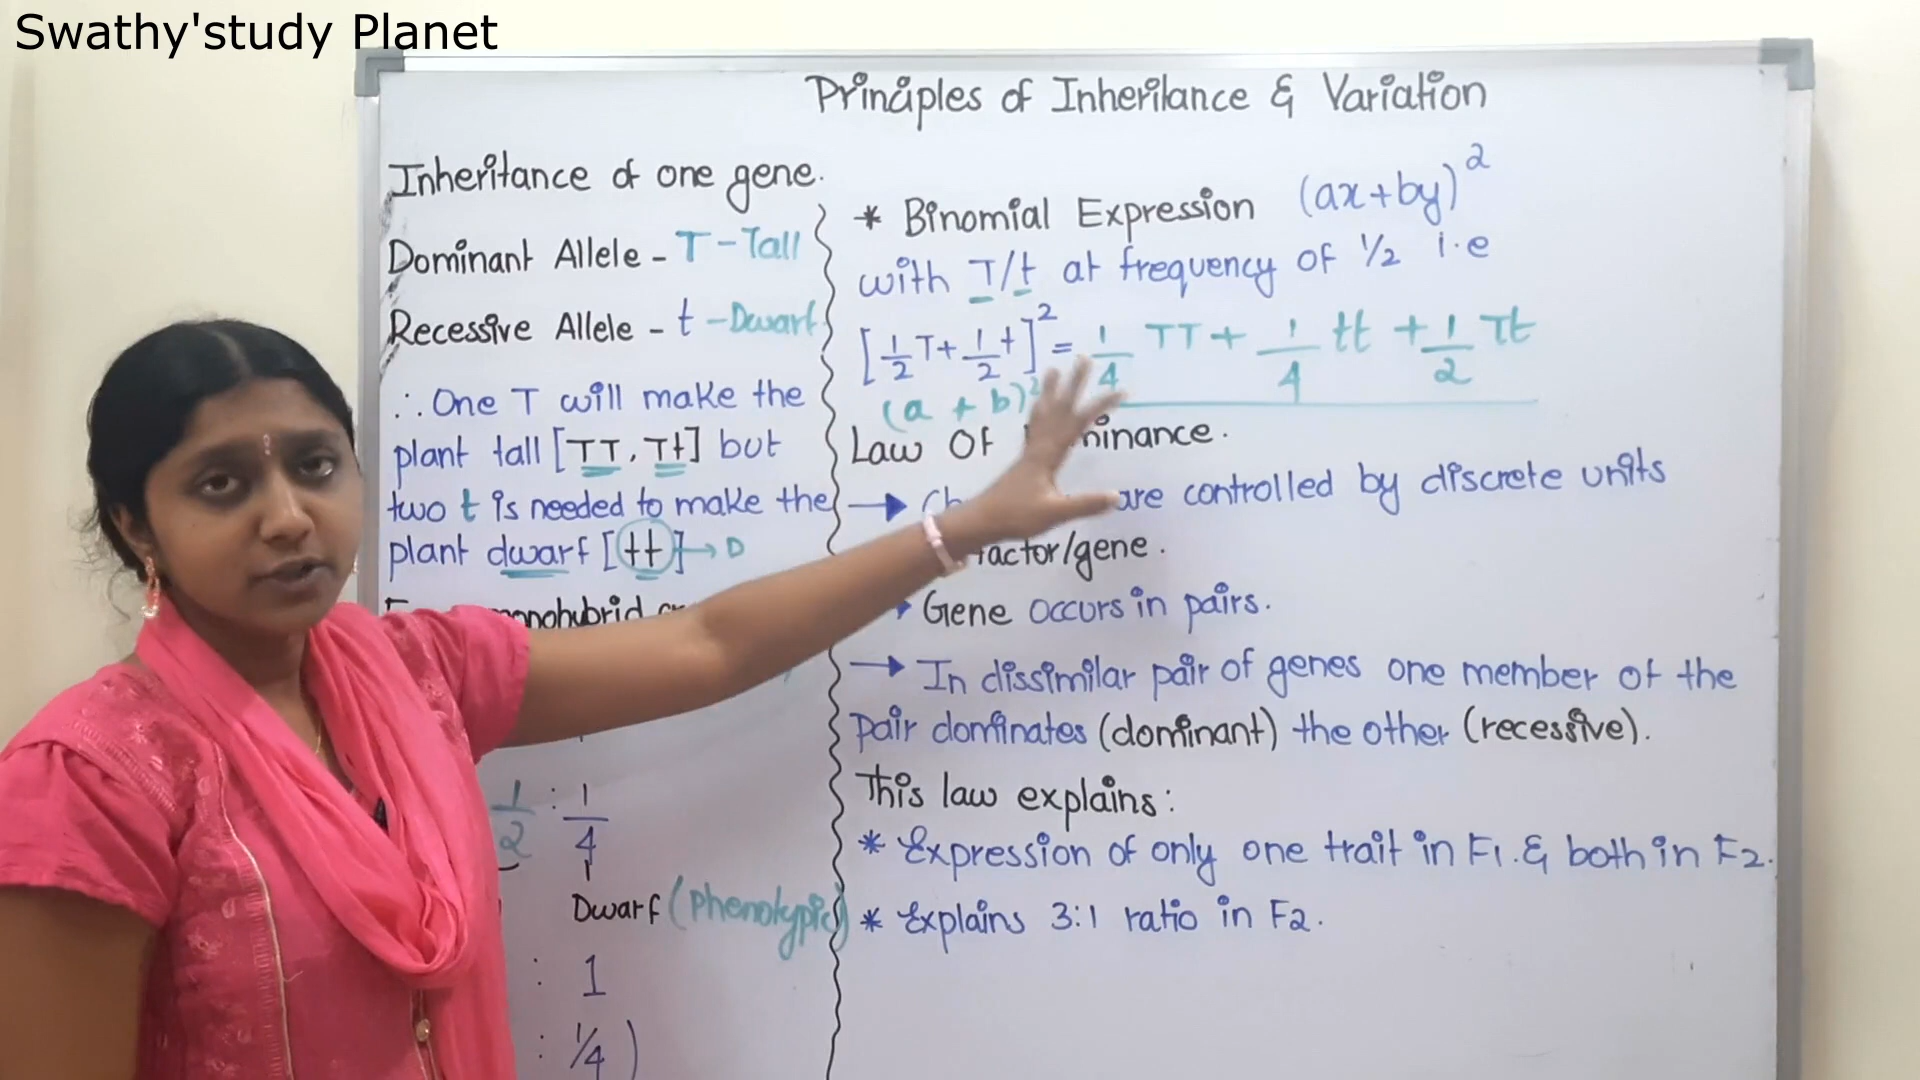 Swathy'study Planet
Principles of Inheritance & Variation
Inheritance of one gene.
Dominant Allele - T - Tall
Recessive Allele - t - Dwarf
∴ One T will make the
plant tall [TT, Tt] but
two t is needed to make the
plant dwarf [tt] → D
monohybrid
1/2 : 1/4
Dwarf (Phenotypic)
: 1
: 1/4)
* Binomial Expression (ax+by)²
with T/t at frequency of 1/2 i.e
[1/2 T + 1/2 t]² = 1/4 TT + 1/4 tt + 1/2 Tt
(a + b)²
Law Of
→ are controlled by discrete units
factor/gene.
Gene occurs in pairs.
→ In dissimilar pair of genes one member of the
pair dominates (dominant) the other (recessive).
This law explains:
* Expression of only one trait in F1. & both in F2.
* Explains 3:1 ratio in F2.